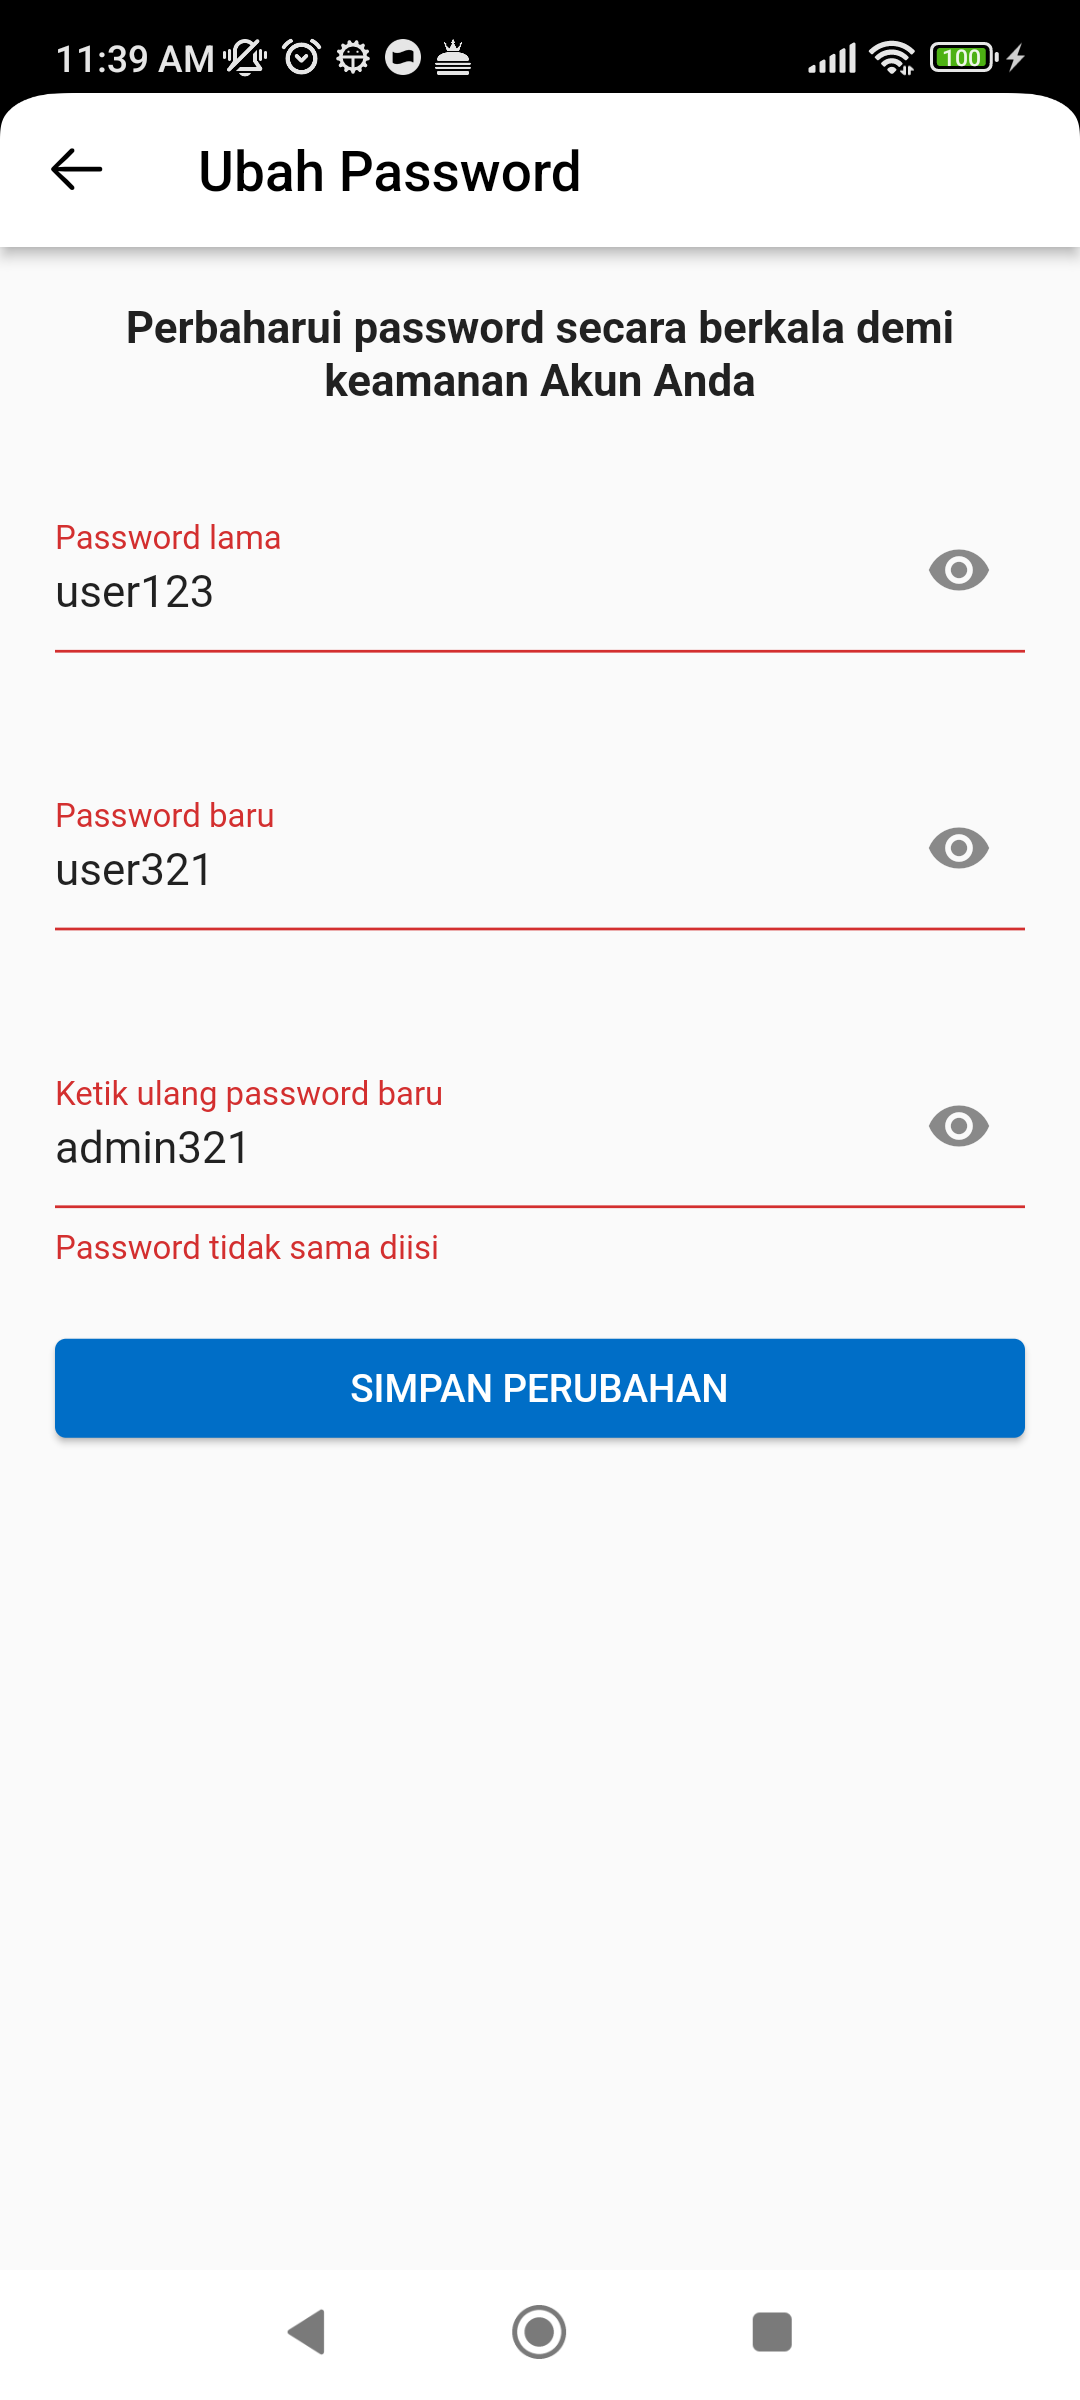 11:39 AM
100
Ubah Password
Perbaharui password secara berkala demi
keamanan Akun Anda
Password lama
user123
Password baru
user321
Ketik ulang password baru
admin321
Password tidak sama diisi
SIMPAN PERUBAHAN